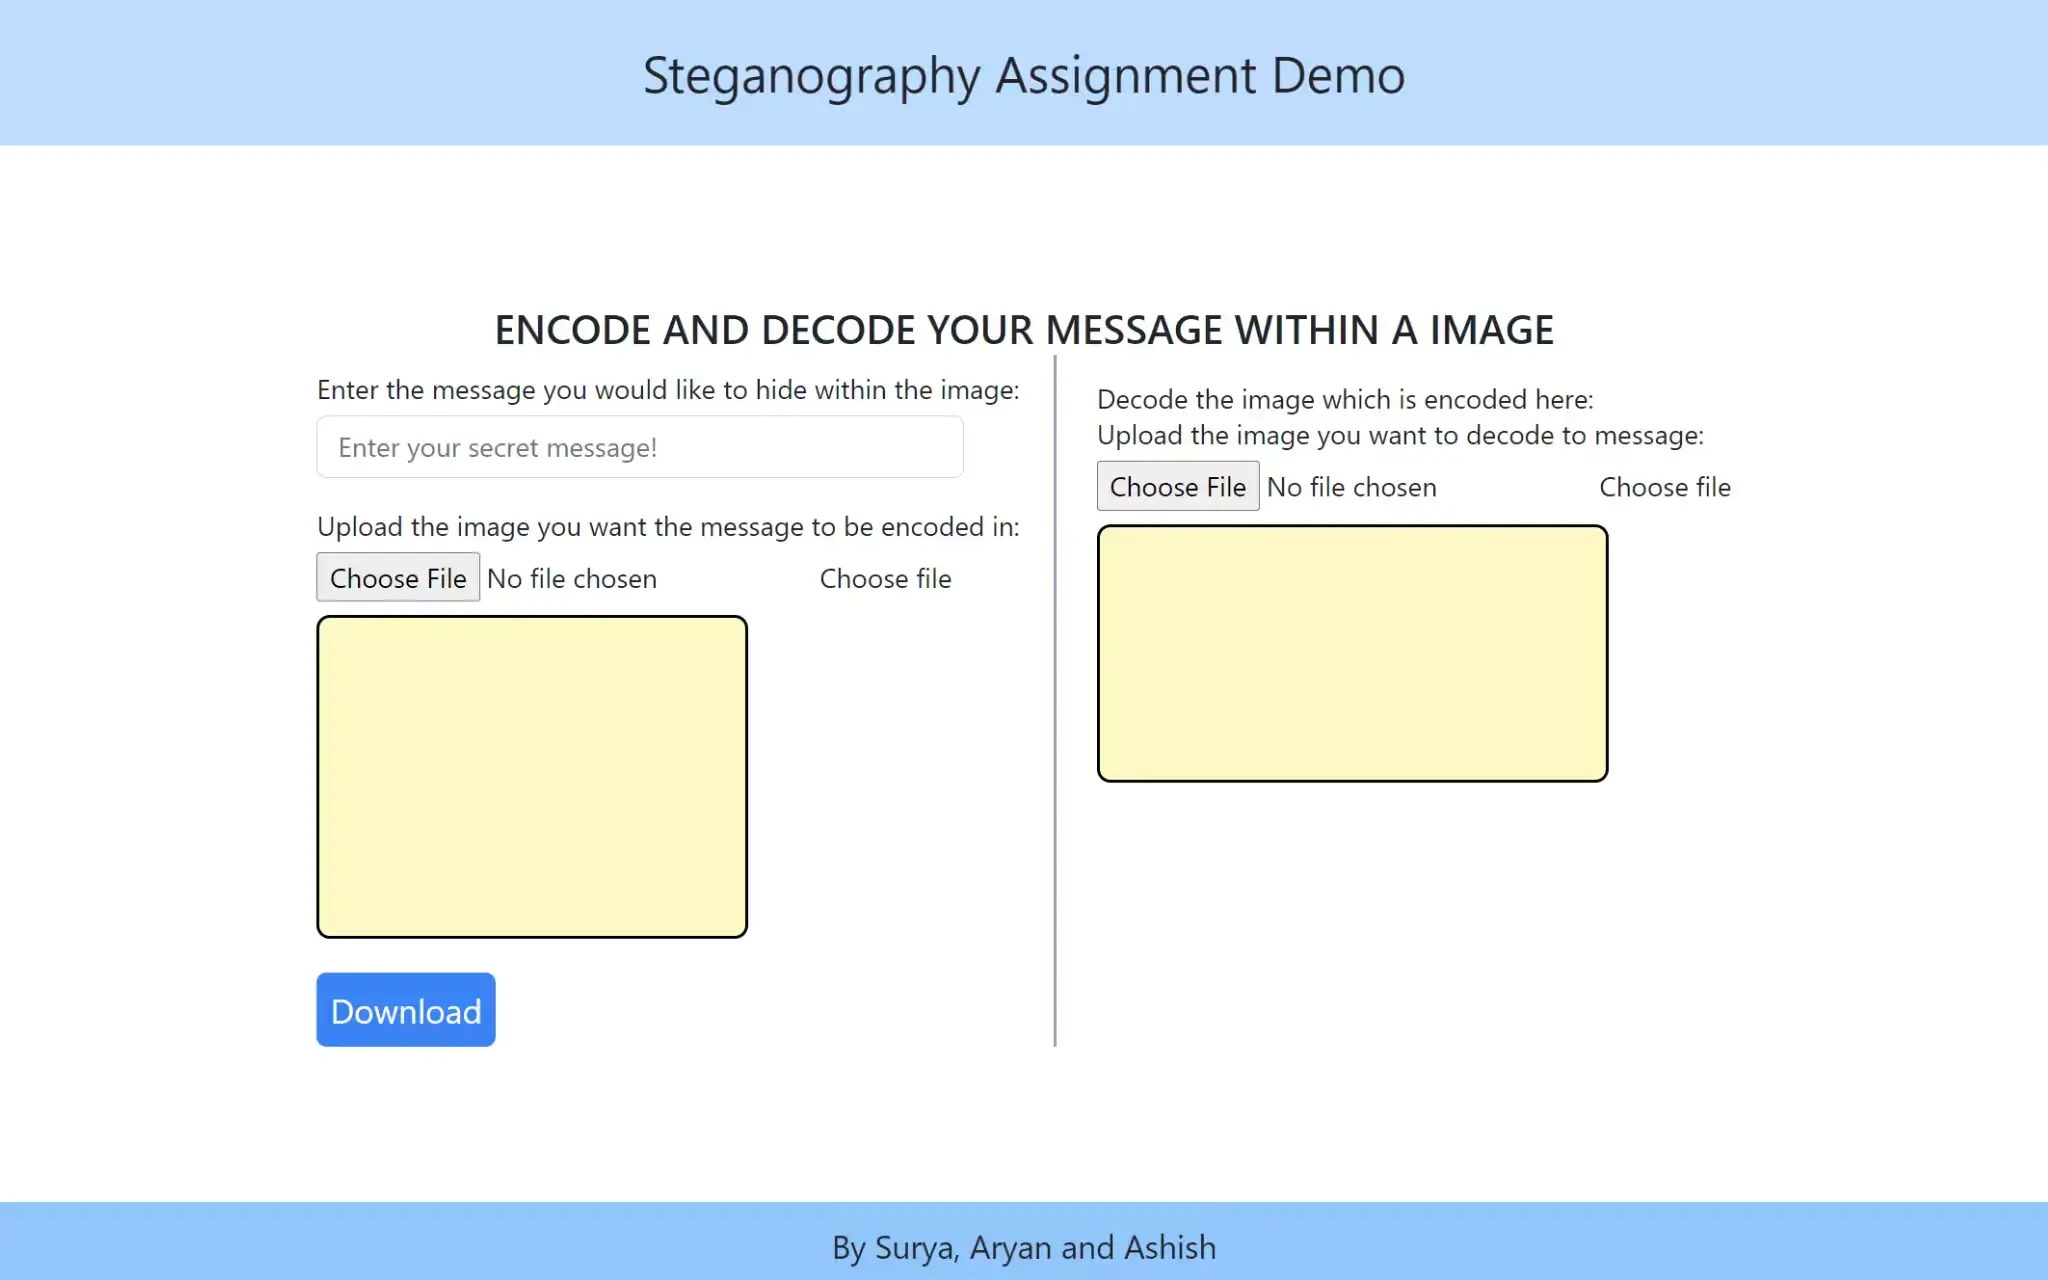 Steganography Assignment Demo
ENCODE AND DECODE YOUR MESSAGE WITHIN A IMAGE
Enter the message you would like to hide within the image:
Enter your secret message!
Upload the image you want the message to be encoded in:
Choose File No file chosen Choose file
Download
Decode the image which is encoded here:
Upload the image you want to decode to message:
Choose File No file chosen Choose file
By Surya, Aryan and Ashish